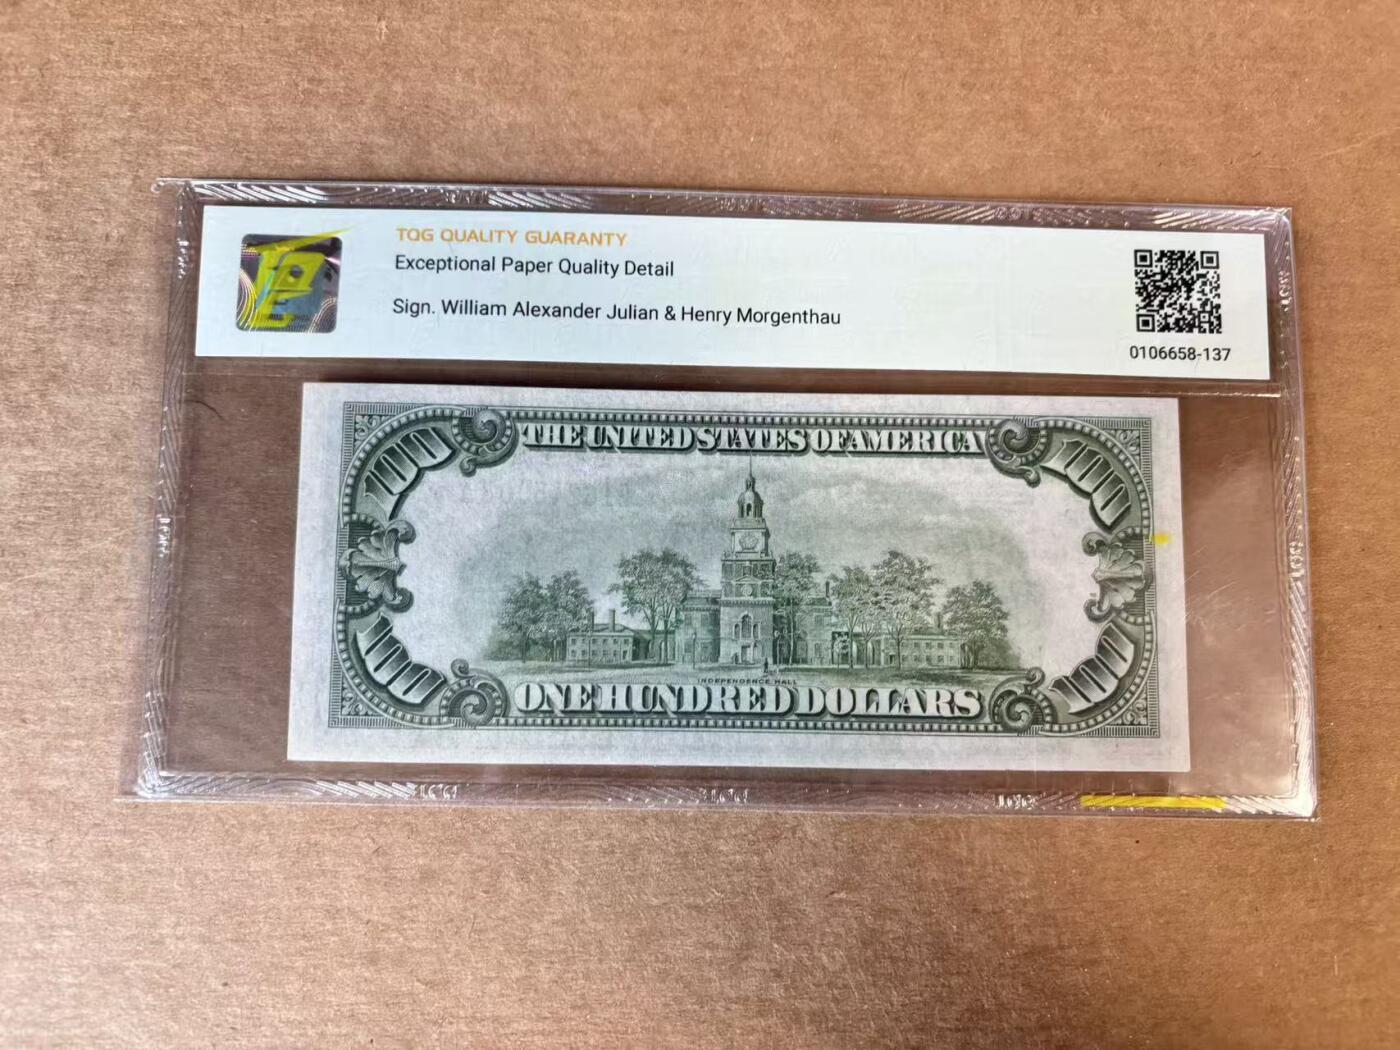 TQG QUALITY GUARANTY
Exceptional Paper Quality Detail
Sign. William Alexander Julian & Henry Morgenthau
0106658-137
100 THE UNITED STATES OF AMERICA 100
INDEPENDENCE HALL
100 ONE HUNDRED DOLLARS 100